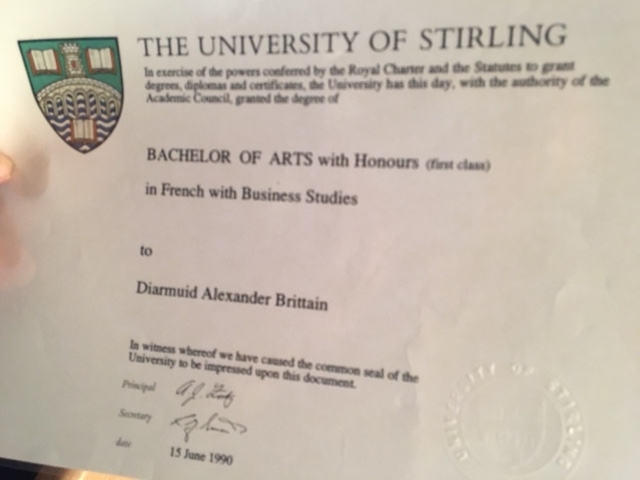 THE UNIVERSITY OF STIRLING
In exercise of the powers conferred by the Royal Charter and the Statutes to grant
degrees, diplomas and certificates, the University has this day, with the authority of the
Academic Council, granted the degree of
BACHELOR OF ARTS with Honours (first class)
in French with Business Studies
to
Diarmuid Alexander Brittain
In witness whereof we have caused the common seal of the
University to be impressed upon this document.
Principal
Secretary
date 15 June 1990
UNIVERSITY OF STIRLING